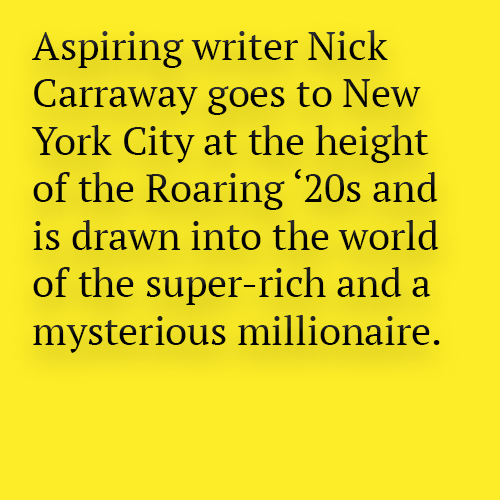 Aspiring writer Nick
Carraway goes to New
York City at the height
of the Roaring ‘20s and
is drawn into the world
of the super-rich and a
mysterious millionaire.